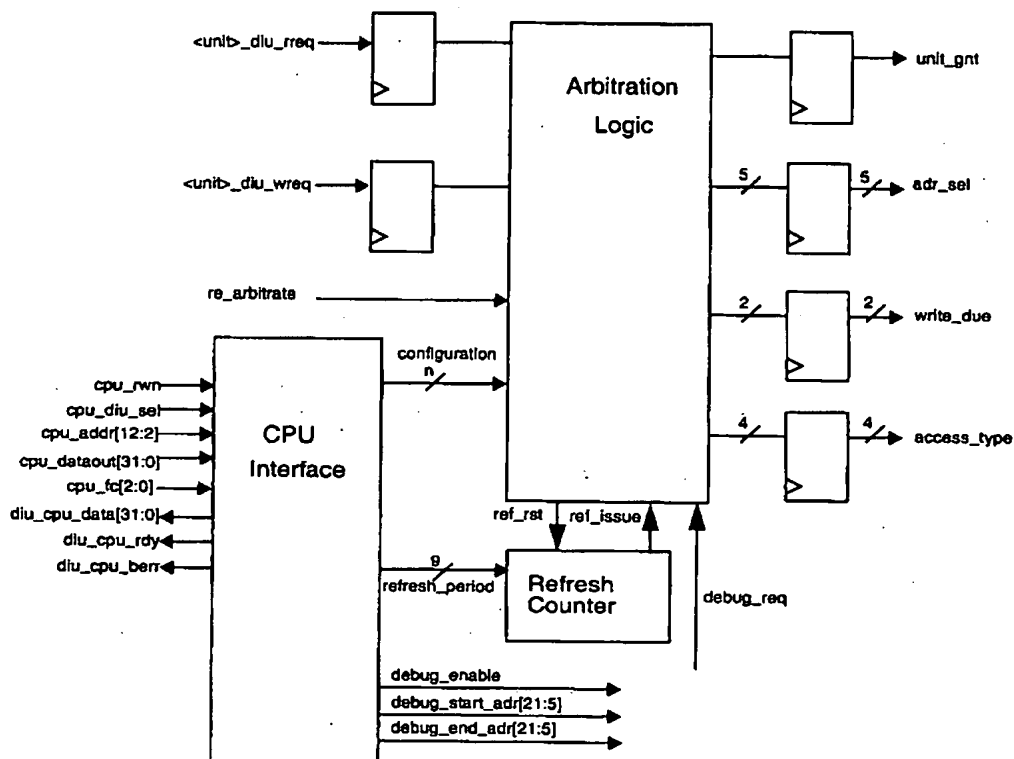 <unit>_diu_rreq
Arbitration
Logic
unit_gnt
<unit>_diu_wreq
5
5
adr_sel
re_arbitrate
2
2
write_due
configuration
n
cpu_rwn
cpu_diu_sel
cpu_addr[12:2]
cpu_dataout[31:0]
cpu_fc[2:0]
diu_cpu_data[31:0]
diu_cpu_rdy
diu_cpu_berr
CPU
Interface
4
4
access_type
ref_rst
ref_issue
9
refresh_period
Refresh
Counter
debug_req
debug_enable
debug_start_adr[21:5]
debug_end_adr[21:5]